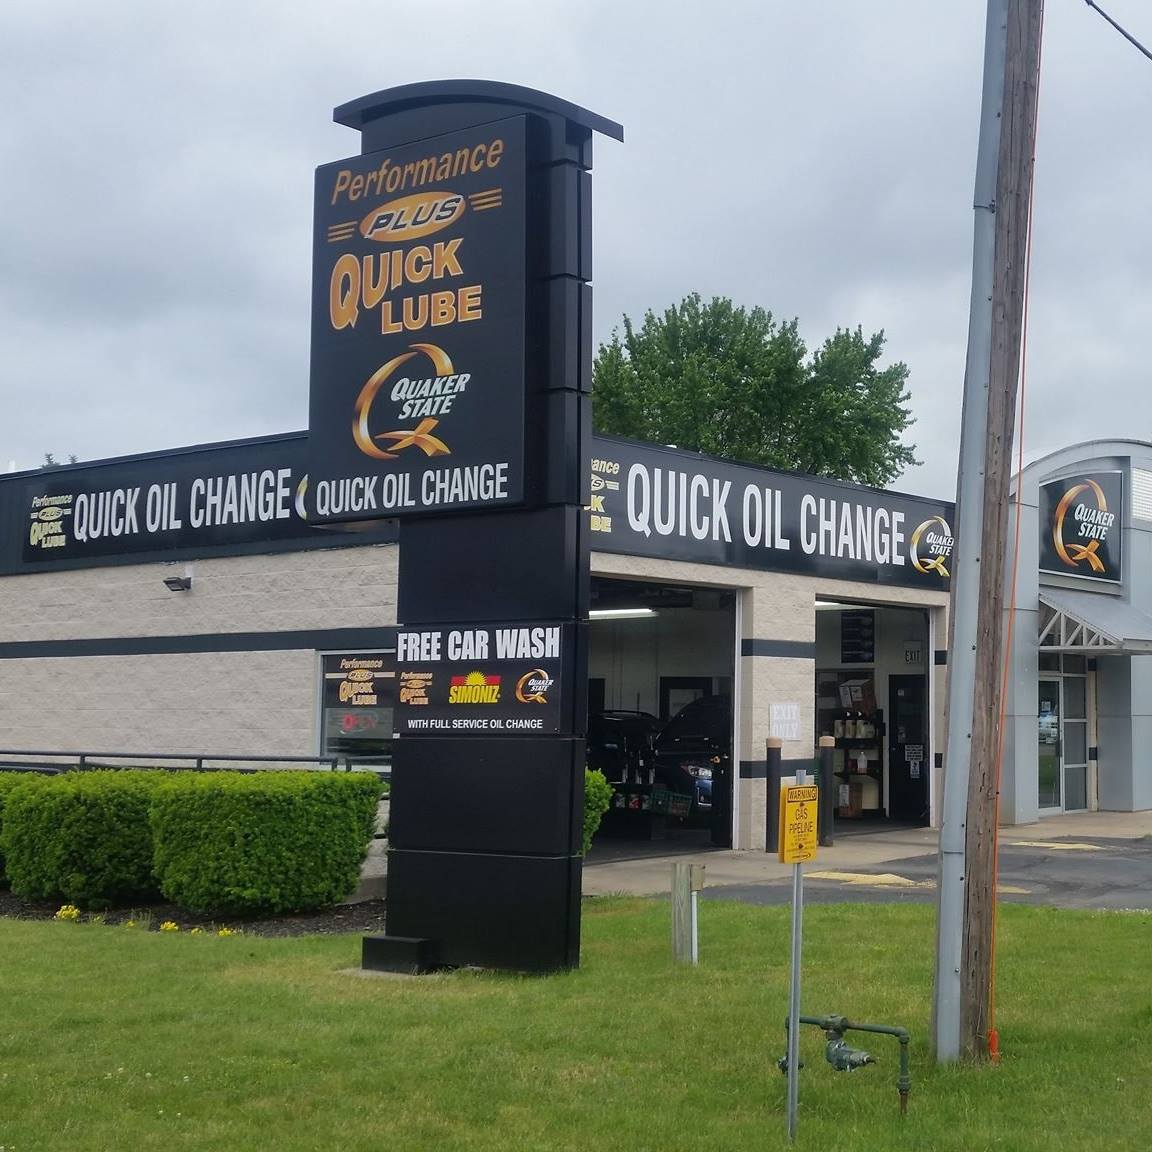 Performance
PLUS
QUICK
LUBE
QUAKER
STATE
QUICK OIL CHANGE
Performance
PLUS
QUICK
LUBE
QUICK OIL CHANGE
QUICK OIL CHANGE
QUAKER
STATE
QUAKER
STATE
FREE CAR WASH
Performance
PLUS
QUICK
LUBE
SIMONIZ
QUAKER
STATE
WITH FULL SERVICE OIL CHANGE
Performance
PLUS
QUICK
LUBE
OPEN
EXIT
EXIT
ONLY
WARNING
GAS
PIPELINE